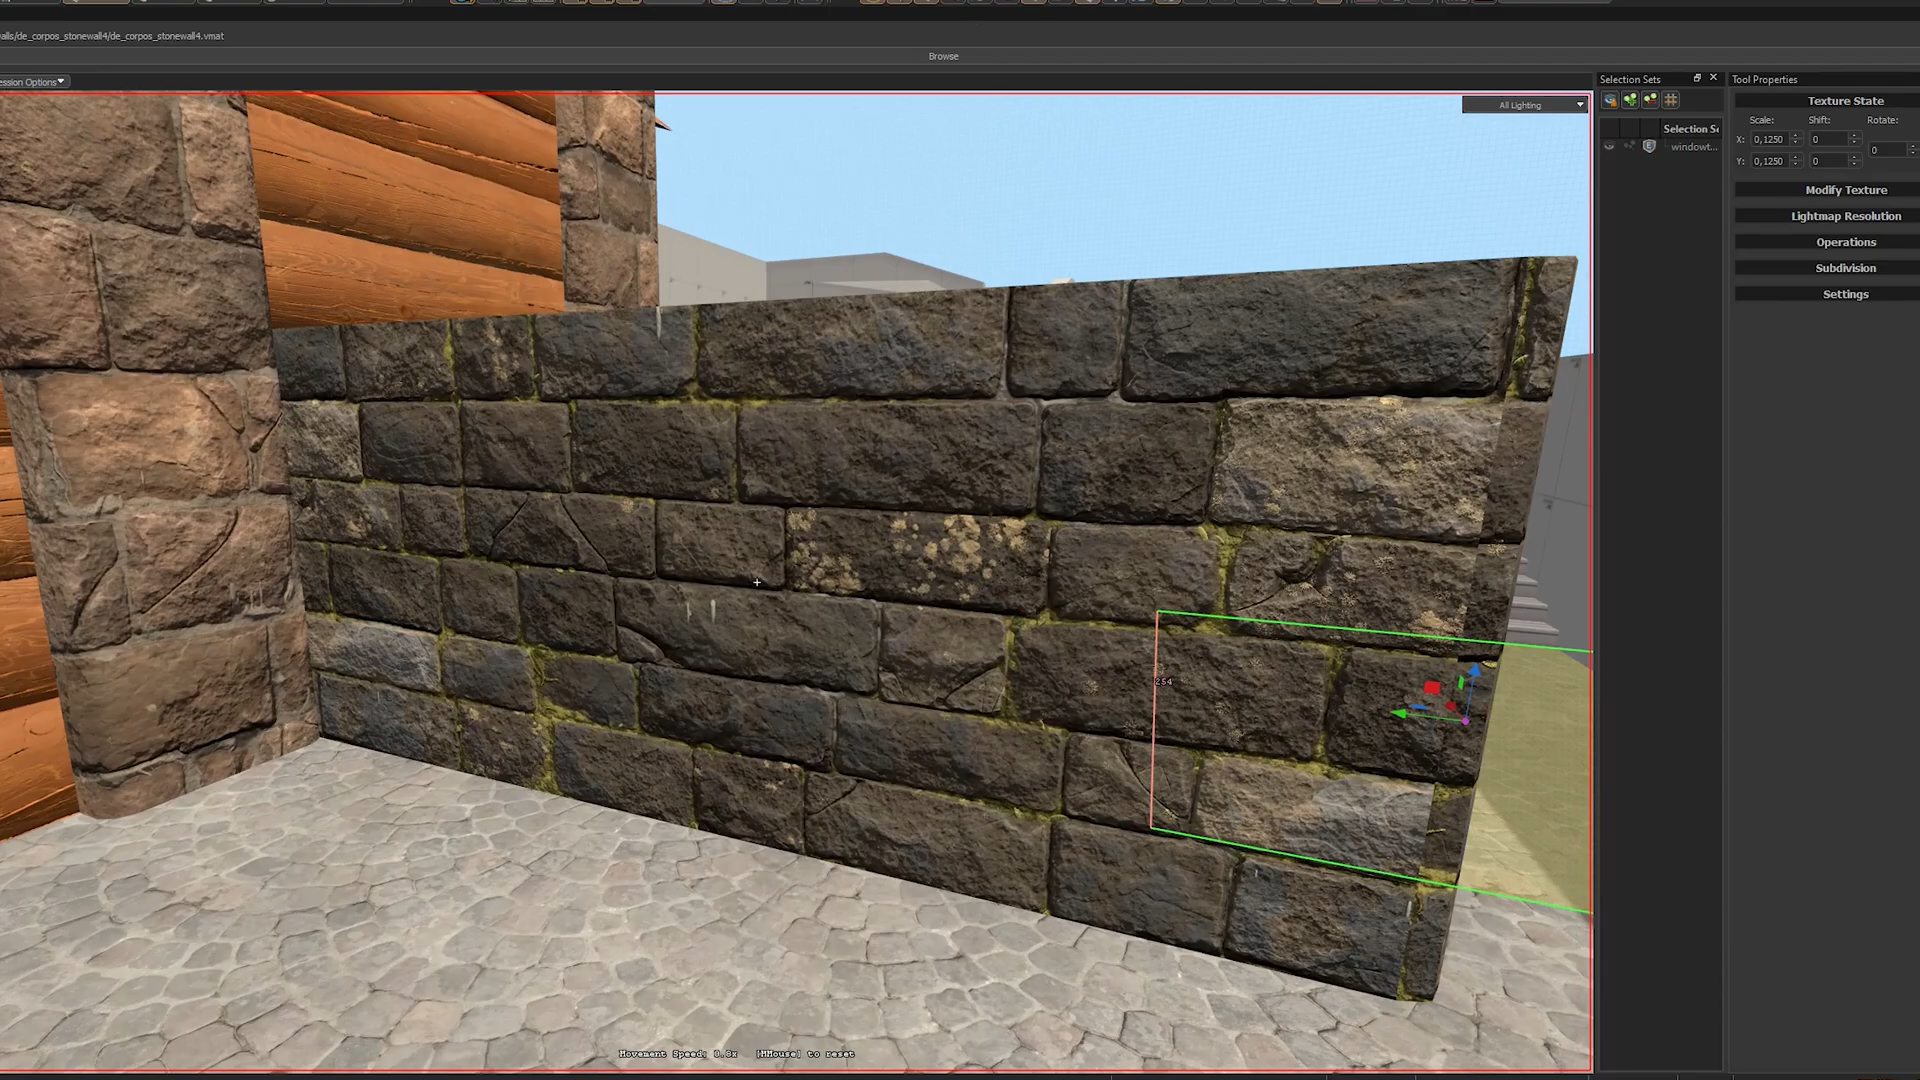 alls/de_corpos_stonewall4/de_corpos_stonewall4.vmat
Browse
ession Options
All Lighting
Selection Sets
Selection Se
windowt...
Tool Properties
Texture State
Scale: Shift: Rotate:
X: 0,1250 0
0
Y: 0,1250 0
Modify Texture
Lightmap Resolution
Operations
Subdivision
Settings
254
Movement Speed: 0.8x [MMouse] to reset